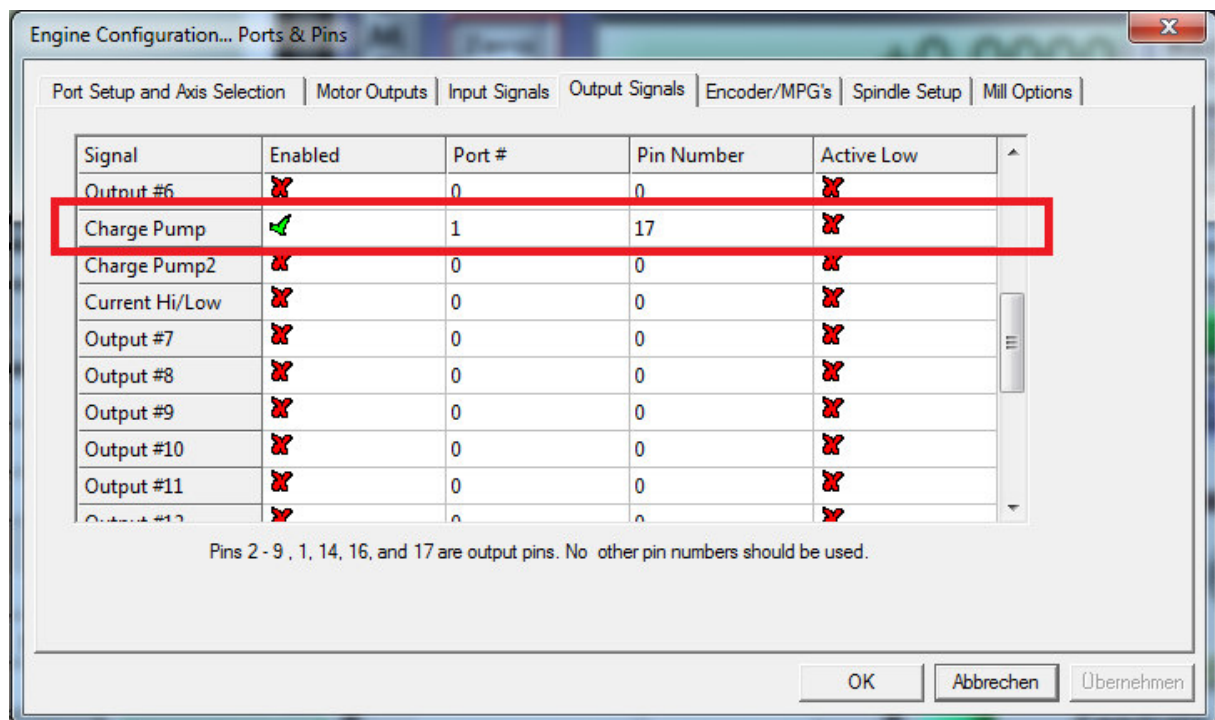 Engine Configuration... Ports & Pins
Port Setup and Axis Selection Motor Outputs Input Signals Output Signals Encoder/MPG's Spindle Setup Mill Options
Signal Enabled Port # Pin Number Active Low
Output #6 0 0
Charge Pump 1 17
Charge Pump2 0 0
Current Hi/Low 0 0
Output #7 0 0
Output #8 0 0
Output #9 0 0
Output #10 0 0
Output #11 0 0
Output #12 0 0
Pins 2 - 9 , 1, 14, 16, and 17 are output pins. No other pin numbers should be used.
OK Abbrechen Übernehmen